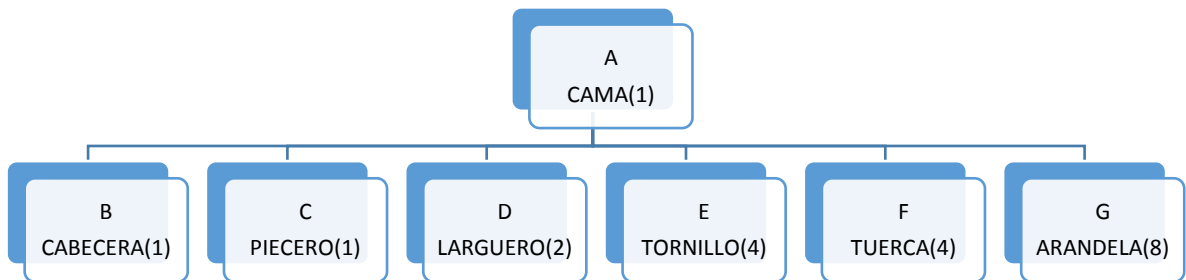 A
CAMA(1)
B
CABECERA(1)
C
PIECERO(1)
D
LARGUERO(2)
E
TORNILLO(4)
F
TUERCA(4)
G
ARANDELA(8)